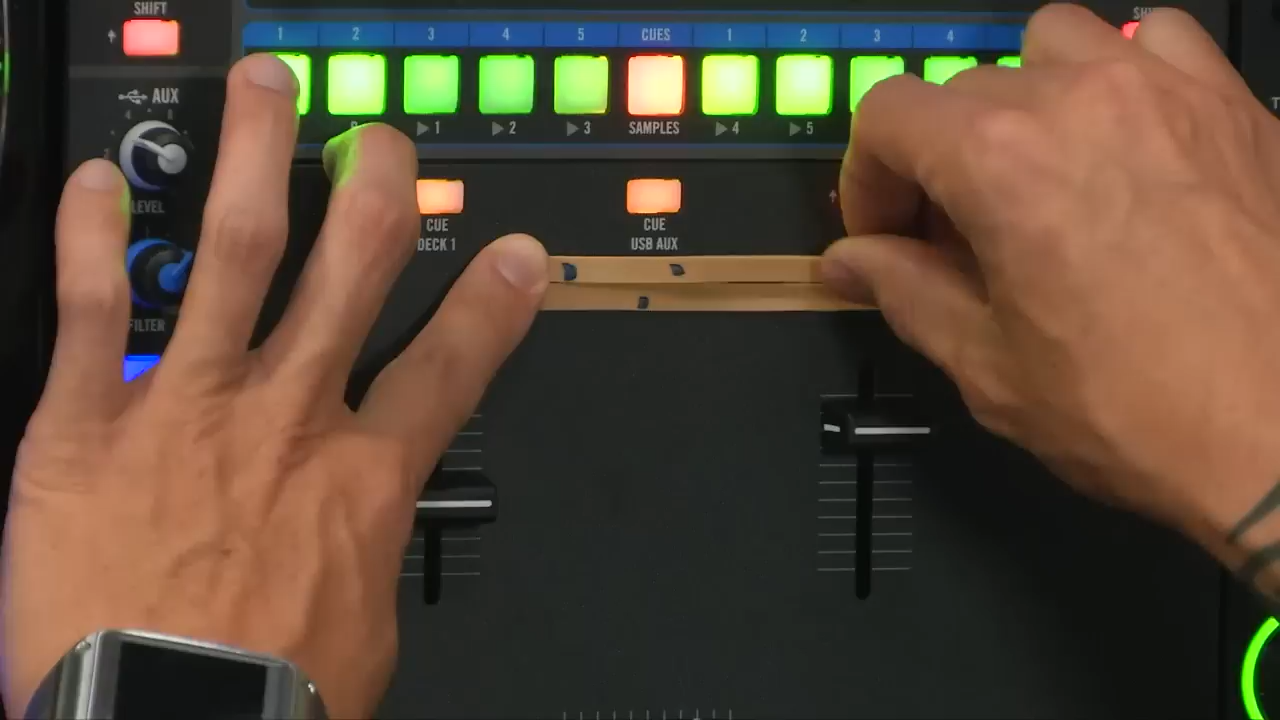 SHIFT
1 2 3 4 5 CUES 1 2 3 4
AUX
1 2 3 SAMPLES 4 5
LEVEL
CUE
DECK 1
CUE
USB AUX
FILTER